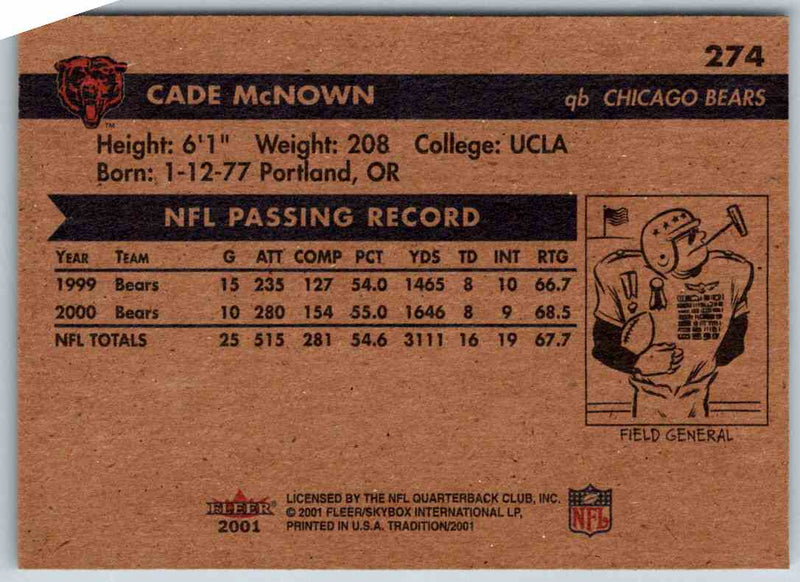 274
CADE McNOWN qb CHICAGO BEARS
TM
Height: 6'1" Weight: 208 College: UCLA
Born: 1-12-77 Portland, OR
NFL PASSING RECORD
YEAR TEAM G ATT COMP PCT YDS TD INT RTG
1999 Bears 15 235 127 54.0 1465 8 10 66.7
2000 Bears 10 280 154 55.0 1646 8 9 68.5
NFL TOTALS 25 515 281 54.6 3111 16 19 67.7
FIELD GENERAL
FLEER
2001
LICENSED BY THE NFL QUARTERBACK CLUB, INC.
© 2001 FLEER/SKYBOX INTERNATIONAL LP,
PRINTED IN U.S.A. TRADITION/2001
NFL